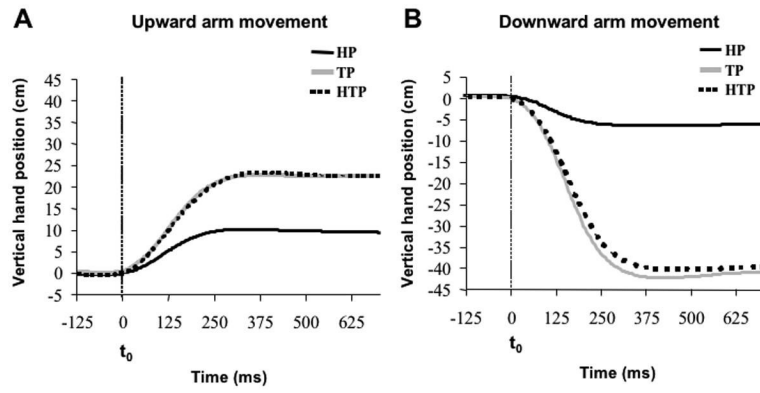 A
Upward arm movement
HP
TP
HTP
Vertical hand position (cm)
45
40
35
30
25
20
15
10
5
0
-5
-125 0 125 250 375 500 625
t0
Time (ms)
B
Downward arm movement
HP
TP
HTP
Vertical hand position (cm)
5
0
-5
-10
-15
-20
-25
-30
-35
-40
-45
-125 0 125 250 375 500 625
t0
Time (ms)